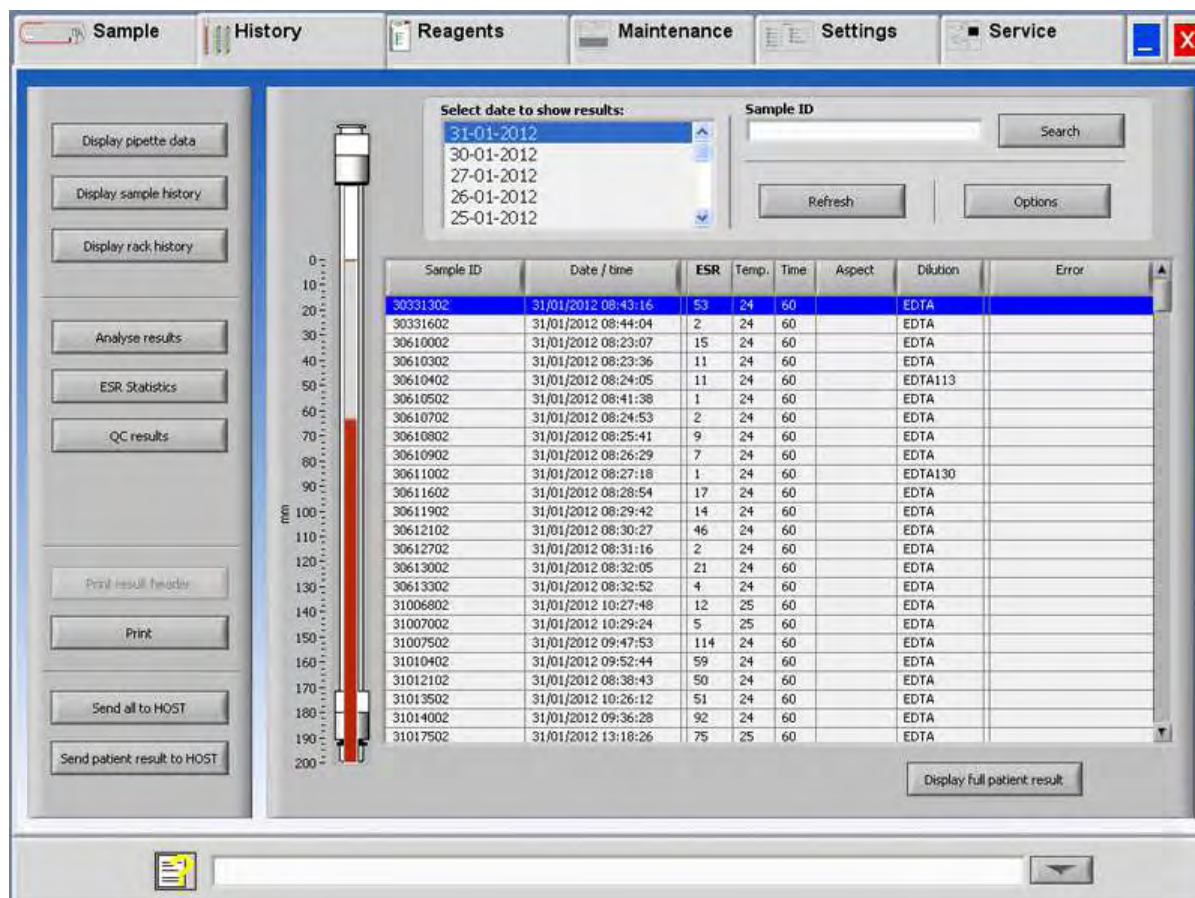 Sample History Reagents Maintenance Settings Service
Display pipette data
Display sample history
Display rack history
Analyse results
ESR Statistics
QC results
Print result header
Print
Send all to HOST
Send patient result to HOST
Select date to show results:
31-01-2012
30-01-2012
27-01-2012
26-01-2012
25-01-2012
Sample ID
Search
Refresh
Options
0
10
20
30
40
50
60
70
80
90
100
110
120
130
140
150
160
170
180
190
200
mm
Sample ID Date / time ESR Temp. Time Aspect Dilution Error
30331302 31/01/2012 08:43:16 53 24 60 EDTA
30331602 31/01/2012 08:44:04 2 24 60 EDTA
30610002 31/01/2012 08:23:07 15 24 60 EDTA
30610302 31/01/2012 08:23:36 11 24 60 EDTA
30610402 31/01/2012 08:24:05 11 24 60 EDTA113
30610502 31/01/2012 08:41:38 1 24 60 EDTA
30610702 31/01/2012 08:24:53 2 24 60 EDTA
30610802 31/01/2012 08:25:41 9 24 60 EDTA
30610902 31/01/2012 08:26:29 7 24 60 EDTA
30611002 31/01/2012 08:27:18 1 24 60 EDTA130
30611602 31/01/2012 08:28:54 17 24 60 EDTA
30611902 31/01/2012 08:29:42 14 24 60 EDTA
30612102 31/01/2012 08:30:27 46 24 60 EDTA
30612702 31/01/2012 08:31:16 2 24 60 EDTA
30613002 31/01/2012 08:32:05 21 24 60 EDTA
30613302 31/01/2012 08:32:52 4 24 60 EDTA
31006802 31/01/2012 10:27:48 12 25 60 EDTA
31007002 31/01/2012 10:29:24 5 25 60 EDTA
31007502 31/01/2012 09:47:53 114 24 60 EDTA
31010402 31/01/2012 09:52:44 59 24 60 EDTA
31012102 31/01/2012 08:38:43 50 24 60 EDTA
31013502 31/01/2012 10:26:12 51 24 60 EDTA
31014002 31/01/2012 09:36:28 92 24 60 EDTA
31017502 31/01/2012 13:18:26 75 25 60 EDTA
Display full patient result